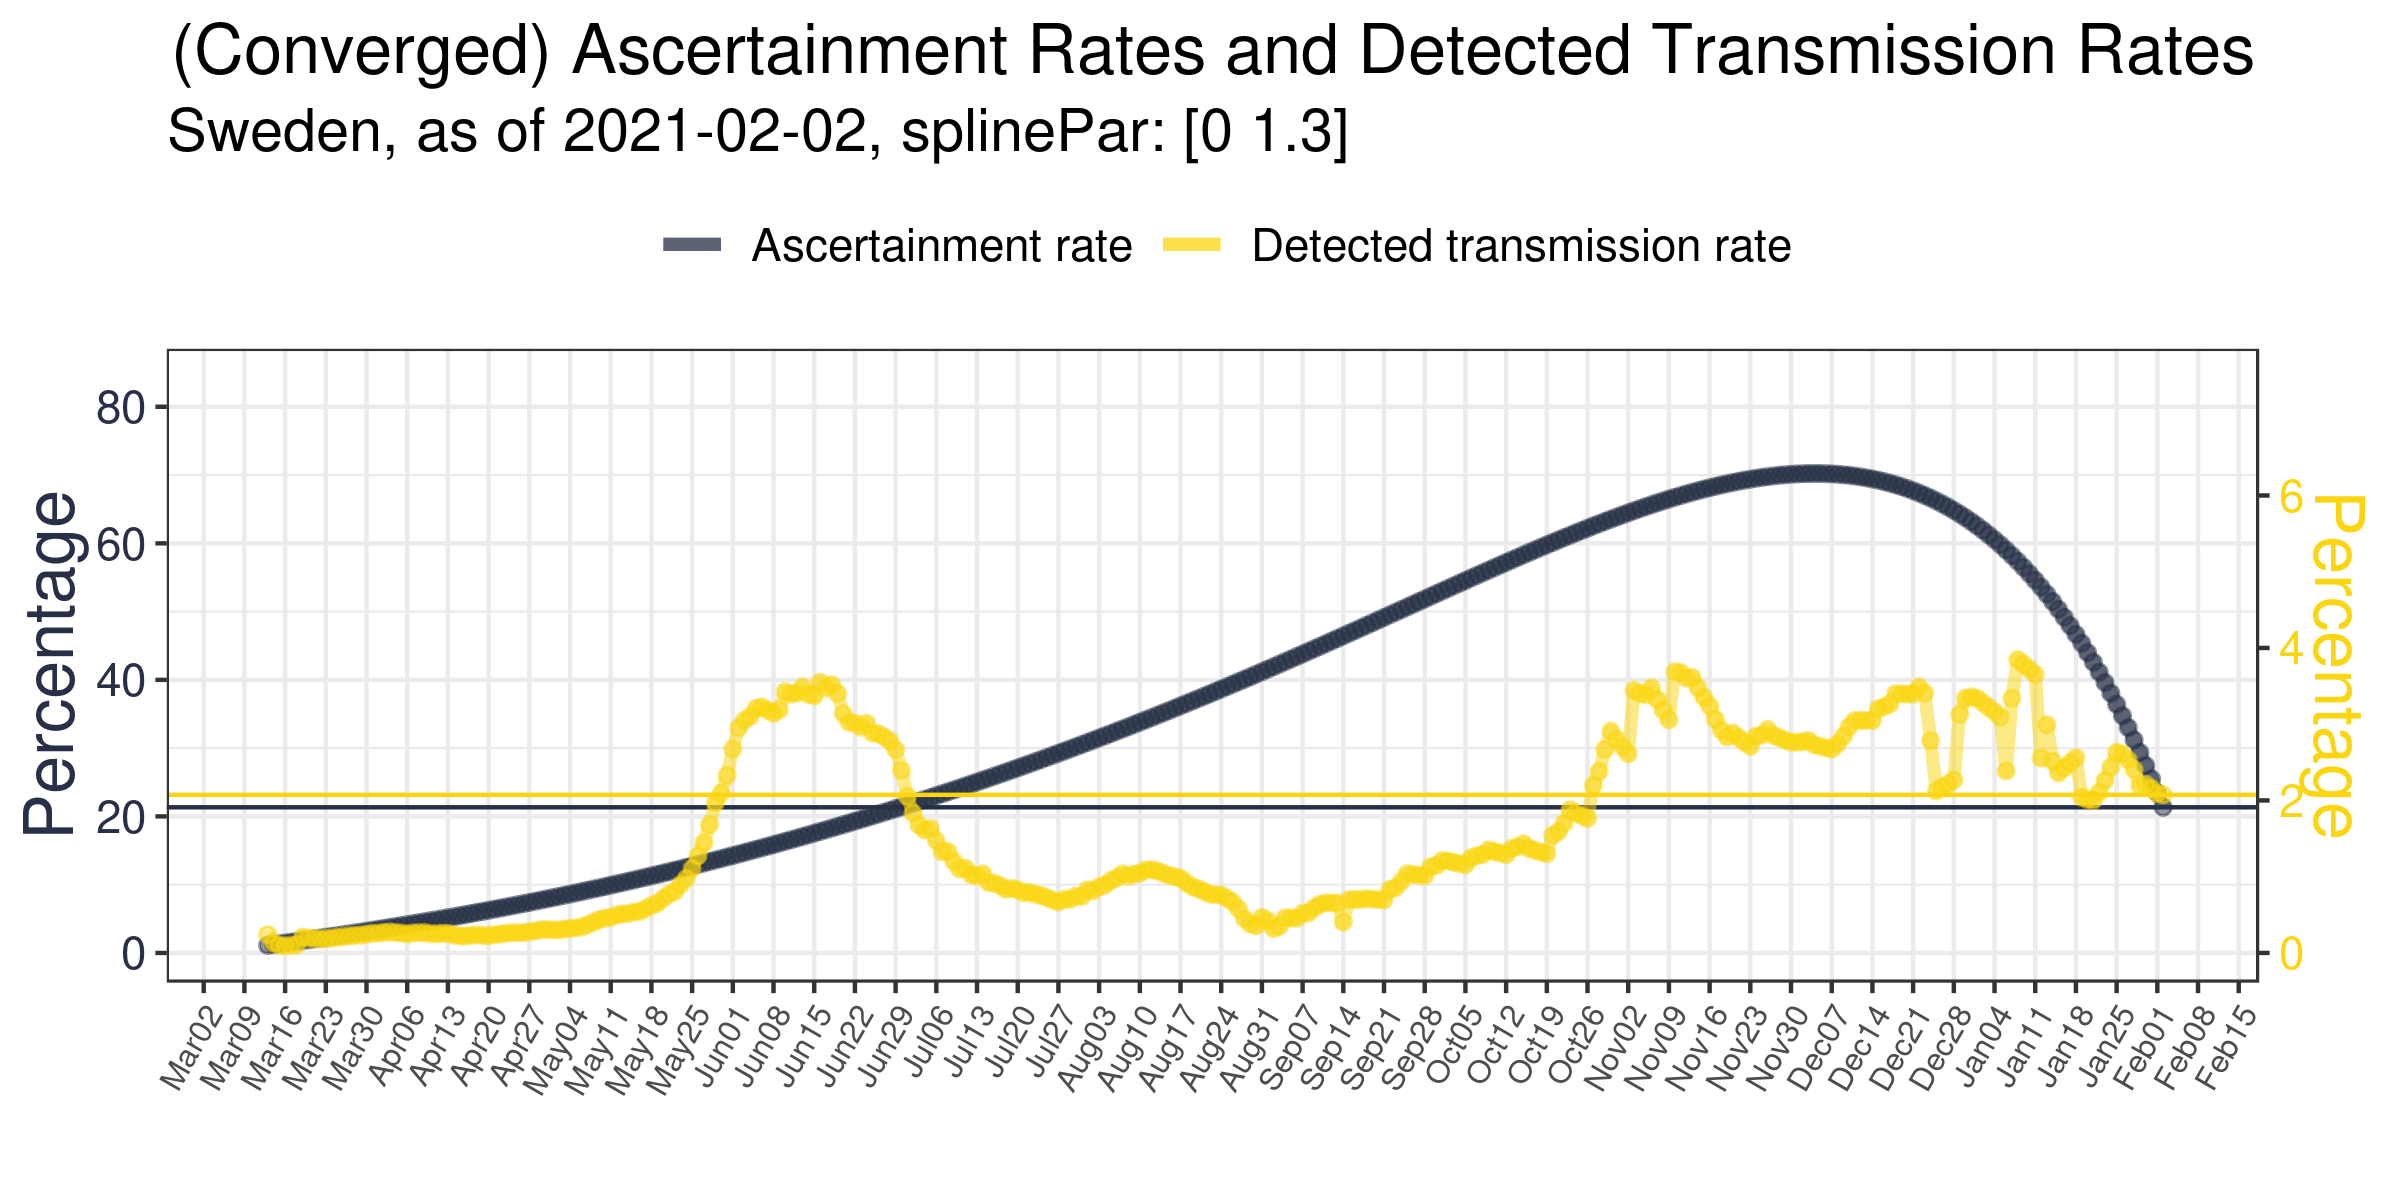 (Converged) Ascertainment Rates and Detected Transmission Rates
Sweden, as of 2021-02-02, splinePar: [0 1.3]
Ascertainment rate Detected transmission rate
Percentage
80
60
40
20
0
6
4
2
0
Percentage
Mar02 Mar09 Mar16 Mar23 Mar30 Apr06 Apr13 Apr20 Apr27 May04 May11 May18 May25 Jun01 Jun08 Jun15 Jun22 Jun29 Jul06 Jul13 Jul20 Jul27 Aug03 Aug10 Aug17 Aug24 Aug31 Sep07 Sep14 Sep21 Sep28 Oct05 Oct12 Oct19 Oct26 Nov02 Nov09 Nov16 Nov23 Nov30 Dec07 Dec14 Dec21 Dec28 Jan04 Jan11 Jan18 Jan25 Feb01 Feb08 Feb15